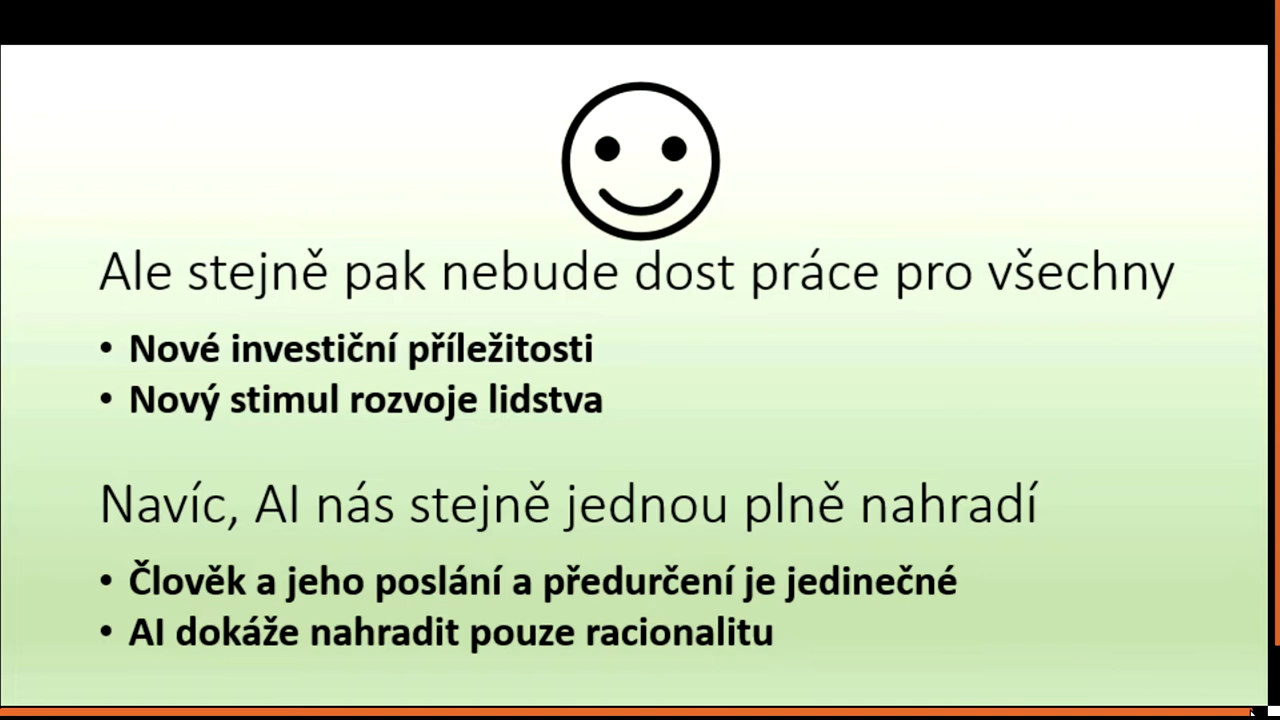 Ale stejně pak nebude dost práce pro všechny
• Nové investiční příležitosti
• Nový stimul rozvoje lidstva
Navíc, AI nás stejně jednou plně nahradí
• Člověk a jeho poslání a předurčení je jedinečné
• AI dokáže nahradit pouze racionalitu